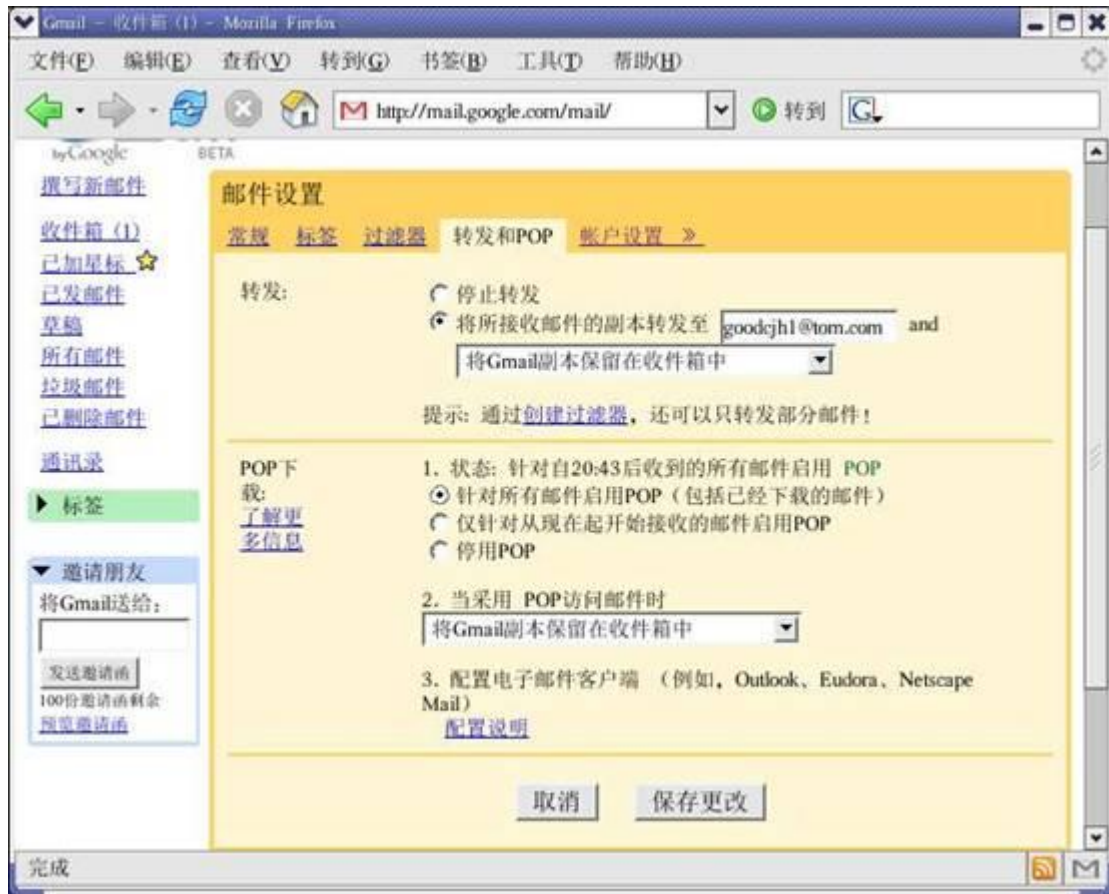 Gmail - 收件箱 (1) - Mozilla Firefox
文件(F) 编辑(E) 查看(V) 转到(G) 书签(B) 工具(T) 帮助(H)
http://mail.google.com/mail/ 转到 G
by Google BETA
撰写新邮件
收件箱 (1)
已加星标
已发邮件
草稿
所有邮件
垃圾邮件
已删除邮件
通讯录
标签
邀请朋友
将Gmail送给:
发送邀请函
100份邀请函剩余
预览邀请函
邮件设置
常规 标签 过滤器 转发和POP 帐户设置 »
转发:
停止转发
将所接收邮件的副本转发至 goodcjh1@tom.com and
将Gmail副本保留在收件箱中
提示: 通过创建过滤器, 还可以只转发部分邮件!
POP下
载:
了解更
多信息
1. 状态: 针对自20:43后收到的所有邮件启用 POP
针对所有邮件启用POP (包括已经下载的邮件)
仅针对从现在起开始接收的邮件启用POP
停用POP
2. 当采用 POP访问邮件时
将Gmail副本保留在收件箱中
3. 配置电子邮件客户端 (例如, Outlook、Eudora、Netscape
Mail)
配置说明
取消 保存更改
完成